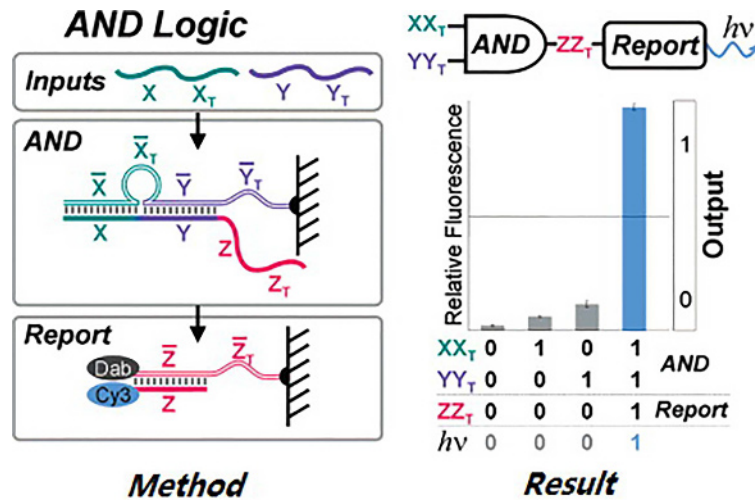 AND Logic
Inputs
X X_T Y Y_T
AND
X̄_T
X̄ Ȳ Ȳ_T
X Y
Z
Z_T
Report
Dab Z̄ Z̄_T
Cy3
Z
Method
XX_T
YY_T
AND ZZ_T Report hν
Relative Fluorescence
1
0
Output
XX_T 0 1 0 1
YY_T 0 0 1 1
AND
ZZ_T 0 0 0 1 Report
hν 0 0 0 1
Result